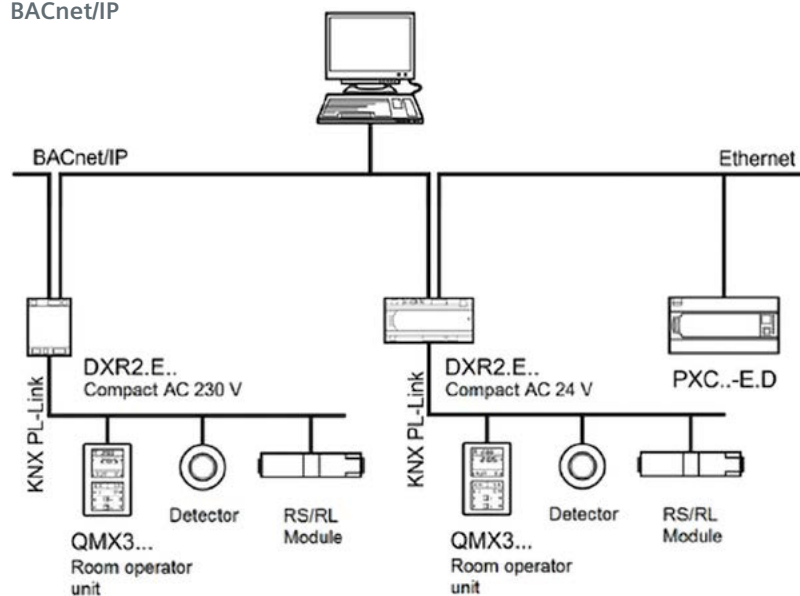 BACnet/IP
BACnet/IP
Ethernet
DXR2.E..
Compact AC 230 V
KNX PL-Link
Detector
RS/RL
Module
QMX3...
Room operator
unit
DXR2.E..
Compact AC 24 V
KNX PL-Link
Detector
RS/RL
Module
QMX3...
Room operator
unit
PXC..-E.D